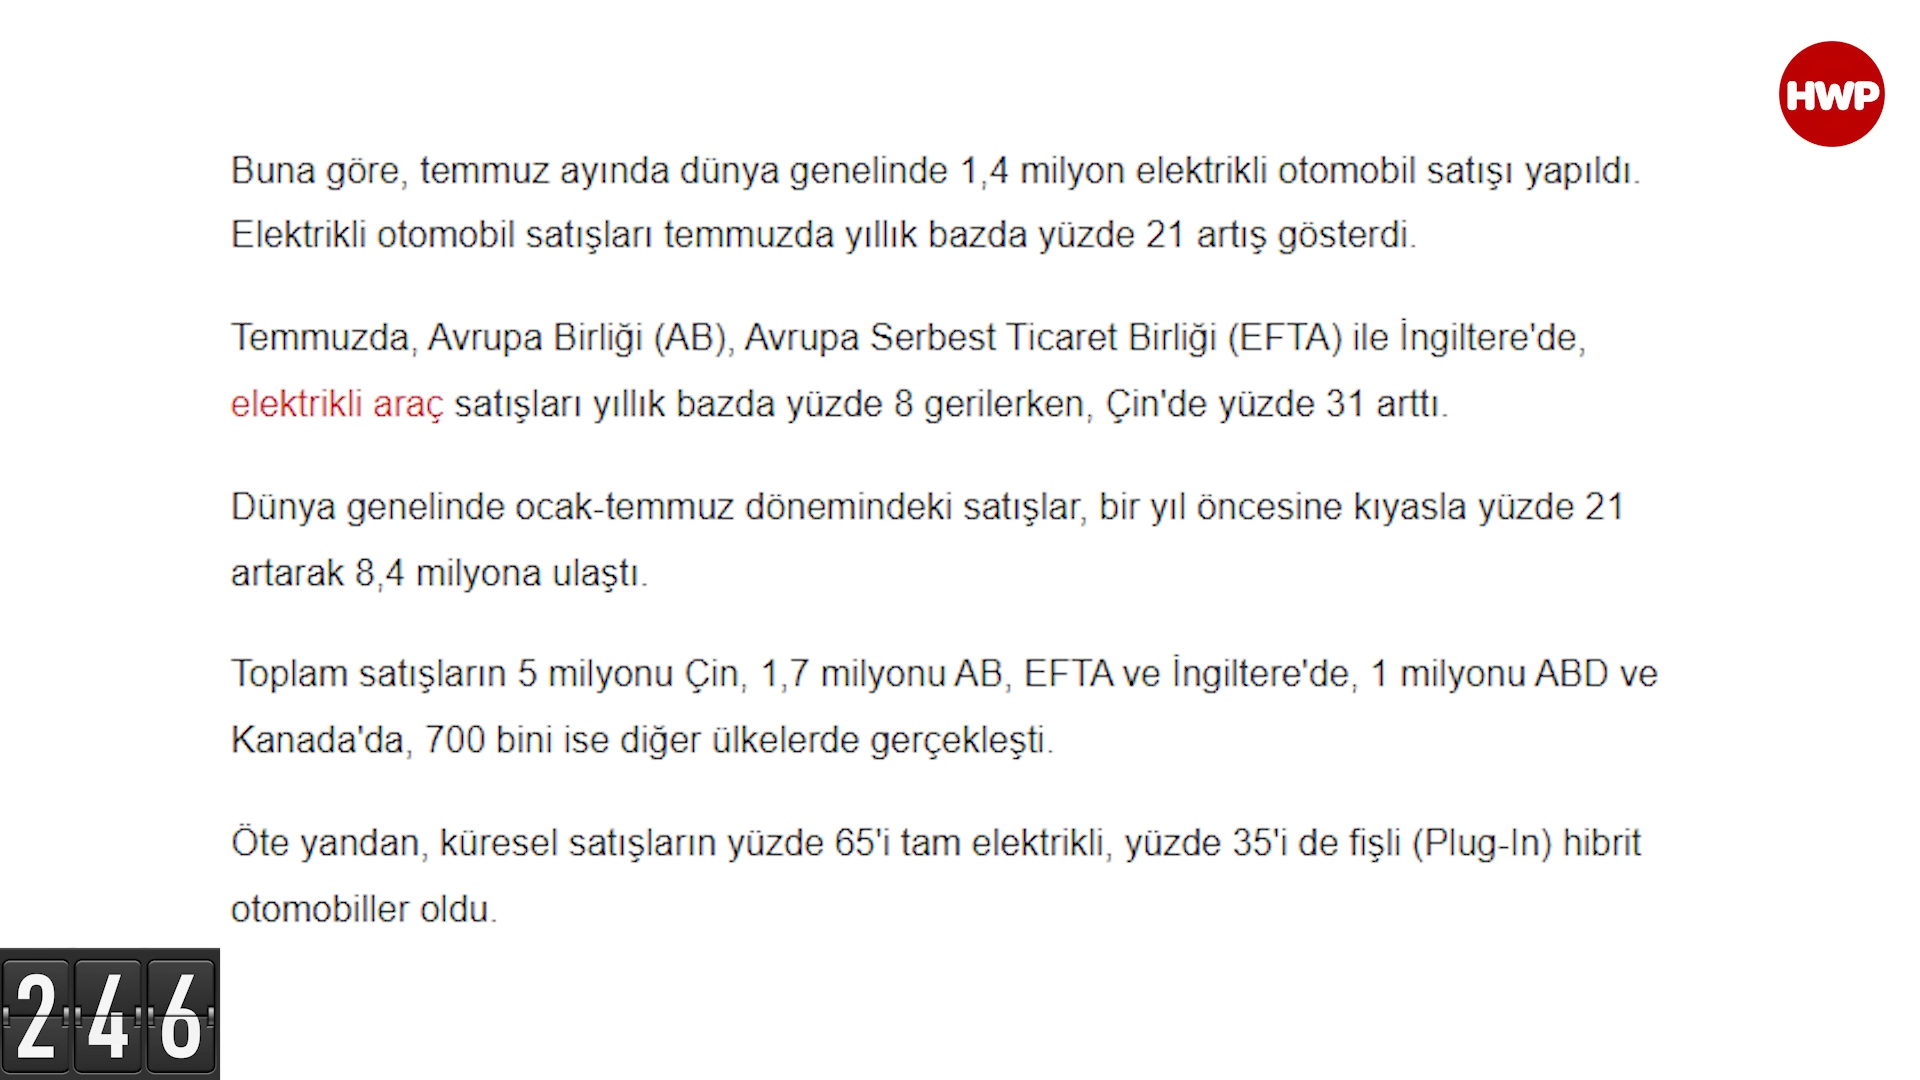 HWP
Buna göre, temmuz ayında dünya genelinde 1,4 milyon elektrikli otomobil satışı yapıldı.
Elektrikli otomobil satışları temmuzda yıllık bazda yüzde 21 artış gösterdi.
Temmuzda, Avrupa Birliği (AB), Avrupa Serbest Ticaret Birliği (EFTA) ile İngiltere'de,
elektrikli araç satışları yıllık bazda yüzde 8 gerilerken, Çin'de yüzde 31 arttı.
Dünya genelinde ocak-temmuz dönemindeki satışlar, bir yıl öncesine kıyasla yüzde 21
artarak 8,4 milyona ulaştı.
Toplam satışların 5 milyonu Çin, 1,7 milyonu AB, EFTA ve İngiltere'de, 1 milyonu ABD ve
Kanada'da, 700 bini ise diğer ülkelerde gerçekleşti.
Öte yandan, küresel satışların yüzde 65'i tam elektrikli, yüzde 35'i de fişli (Plug-In) hibrit
otomobiller oldu.
246